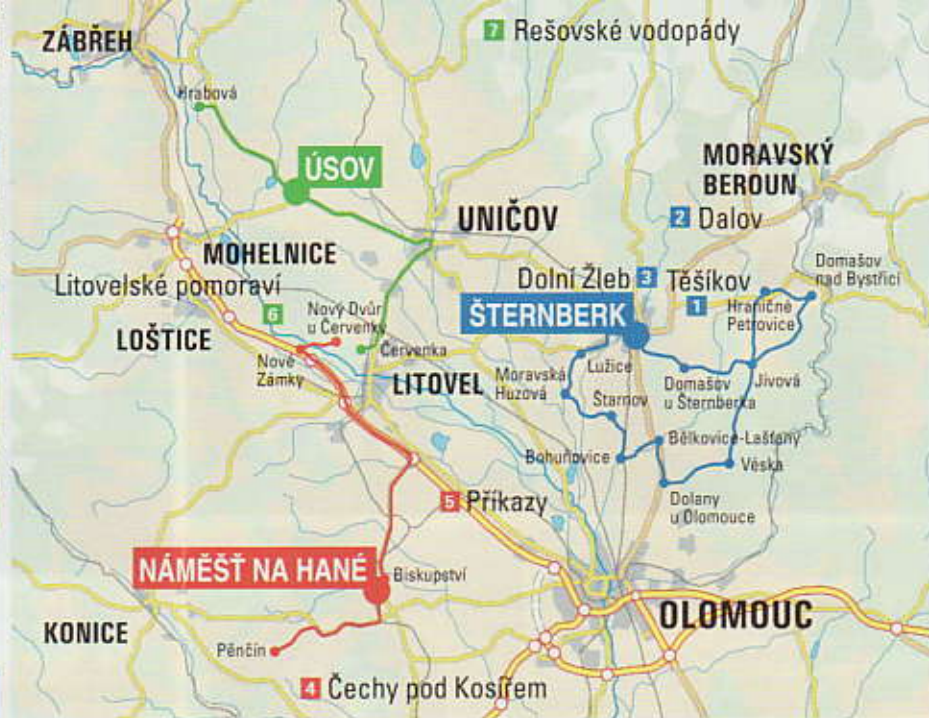 7 Rešovské vodopády
ZÁBŘEH
Hrabová
ÚSOV
MORAVSKÝ
BEROUN
UNIČOV
2 Dalov
MOHELNICE
Litovelské pomoraví
Dolní Žleb 3 Těšíkov
1
Domašov
nad Bystřicí
Hraničné
Petrovice
6
Nový Dvůr
u Červenky
ŠTERNBERK
LOŠTICE
Nové
Zámky
Červenka
LITOVEL
Moravská
Huzová
Lužice
Štarnov
Domašov
u Šternberka
Jívová
Bohuňovice
Bělkovice-Lašťany
Véska
Dolany
u Olomouce
5 Příkazy
NÁMĚŠŤ NA HANÉ
Biskupství
OLOMOUC
KONICE
Pěnčín
4 Čechy pod Kosířem